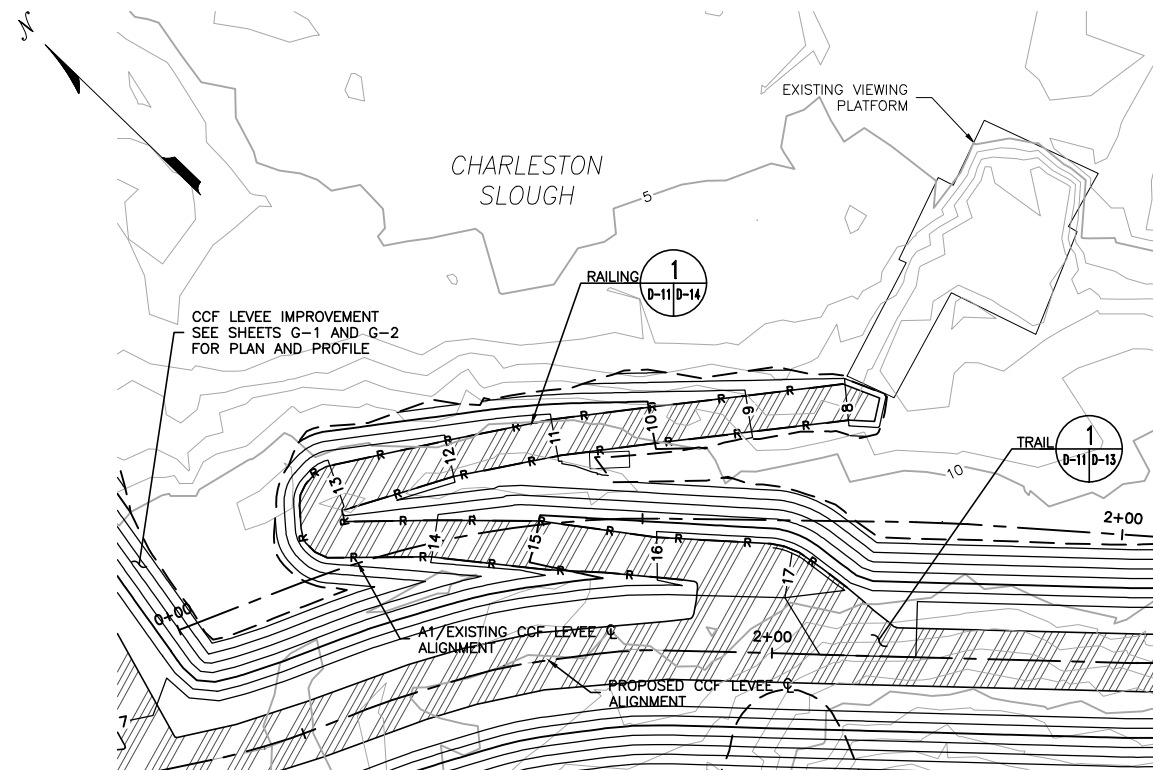 N
EXISTING VIEWING
PLATFORM
CHARLESTON
SLOUGH
5
RAILING
1
D-11 D-14
CCF LEVEE IMPROVEMENT
SEE SHEETS G-1 AND G-2
FOR PLAN AND PROFILE
8
9
10
11
12
13
TRAIL
1
D-11 D-13
10
2+00
14
15
16
17
0+00
A1/EXISTING CCF LEVEE ℄
ALIGNMENT
2+00
PROPOSED CCF LEVEE ℄
ALIGNMENT
7
R R R R R R R R R R R R R R R R R R R R R R R R R R R R R